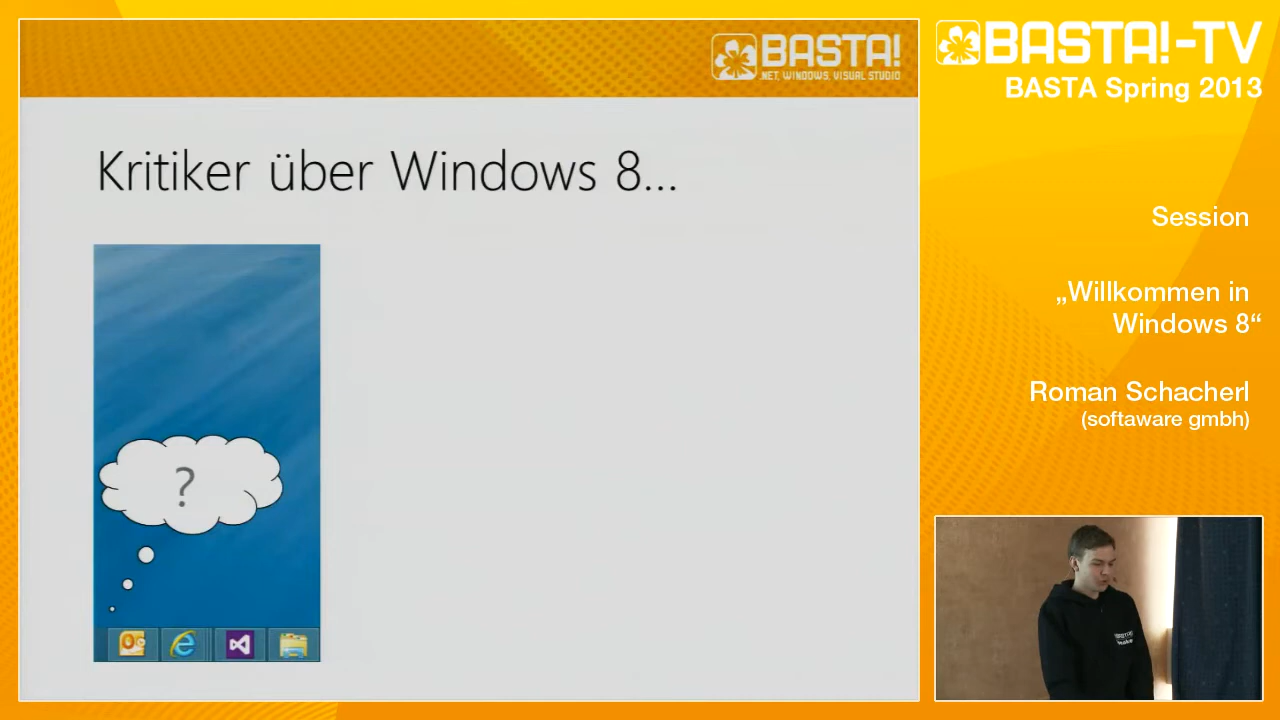 BASTA!
.NET, WINDOWS, VISUAL STUDIO
Kritiker über Windows 8...
?
BASTA!-TV
BASTA Spring 2013
Session
„Willkommen in
Windows 8“
Roman Schacherl
(softaware gmbh)
BASTA!